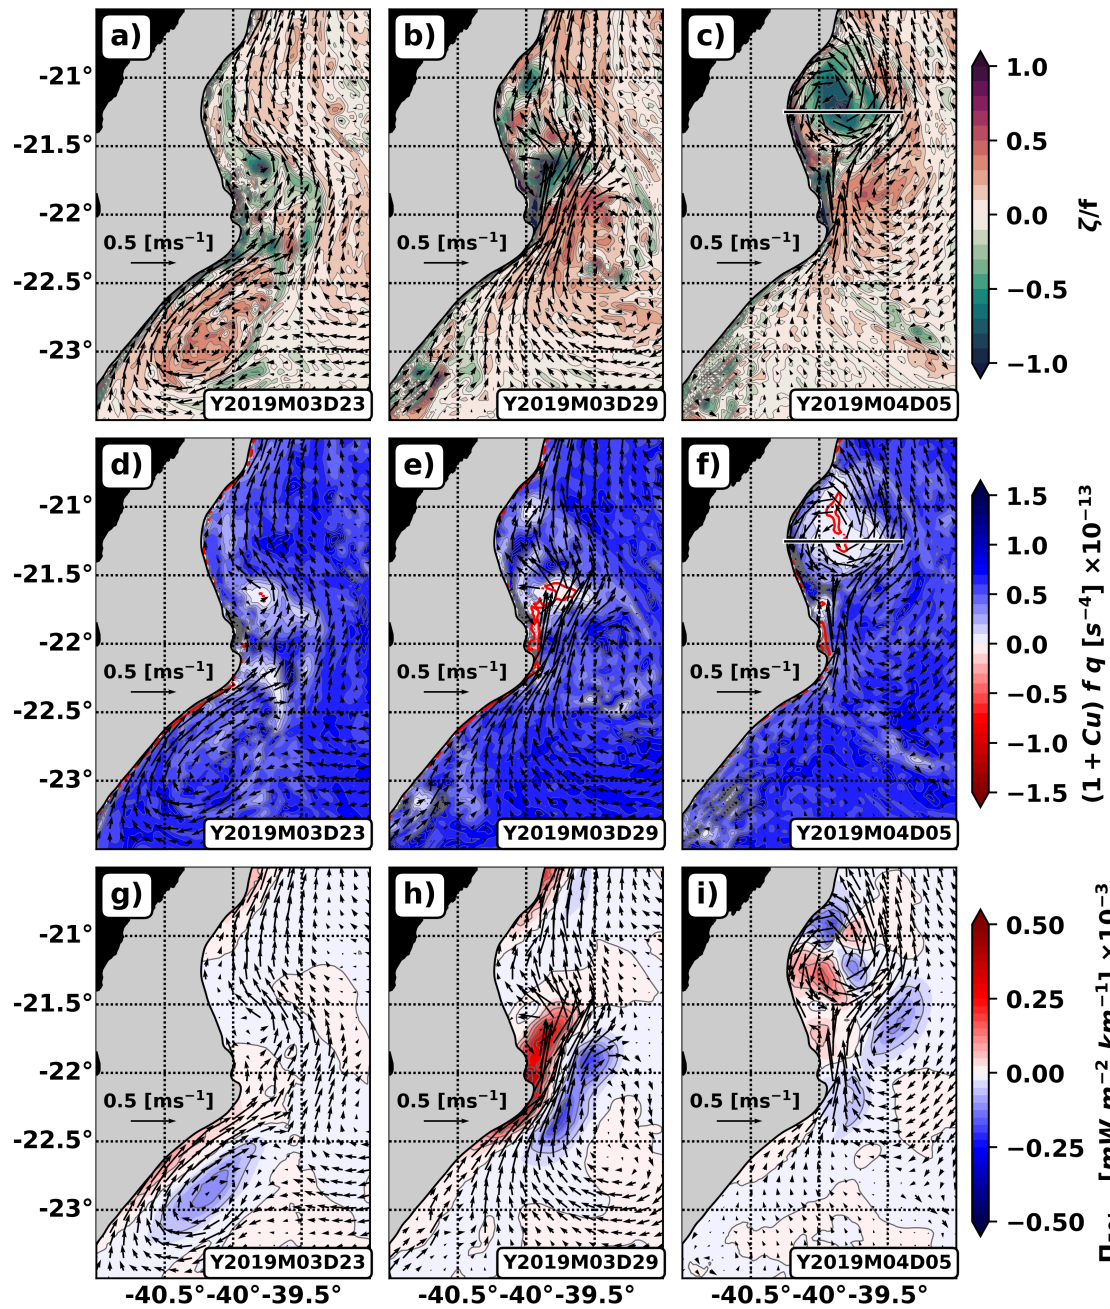 a)
b)
c)
-21°
-21.5°
-22°
-22.5°
-23°
0.5 [ms⁻¹]
0.5 [ms⁻¹]
0.5 [ms⁻¹]
Y2019M03D23
Y2019M03D29
Y2019M04D05
1.0
0.5
0.0
−0.5
−1.0
ζ/f
d)
e)
f)
-21°
-21.5°
-22°
-22.5°
-23°
0.5 [ms⁻¹]
0.5 [ms⁻¹]
0.5 [ms⁻¹]
Y2019M03D23
Y2019M03D29
Y2019M04D05
1.5
1.0
0.5
0.0
−0.5
−1.0
−1.5
(1 + Cu) f q [s⁻⁴] ×10⁻¹³
g)
h)
i)
-21°
-21.5°
-22°
-22.5°
-23°
0.5 [ms⁻¹]
0.5 [ms⁻¹]
0.5 [ms⁻¹]
Y2019M03D23
Y2019M03D29
Y2019M04D05
-40.5°-40°-39.5°
-40.5°-40°-39.5°
0.50
0.25
0.00
−0.25
−0.50
[mW m⁻² km⁻¹] ×10⁻³